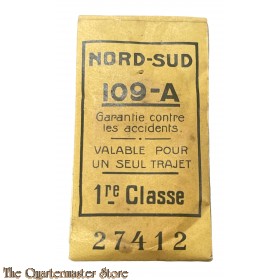 NORD-SUD
109-A
Garantie contre
les accidents.
VALABLE POUR
UN SEUL TRAJET
1re Classe
27412
© The Quartermaster Store